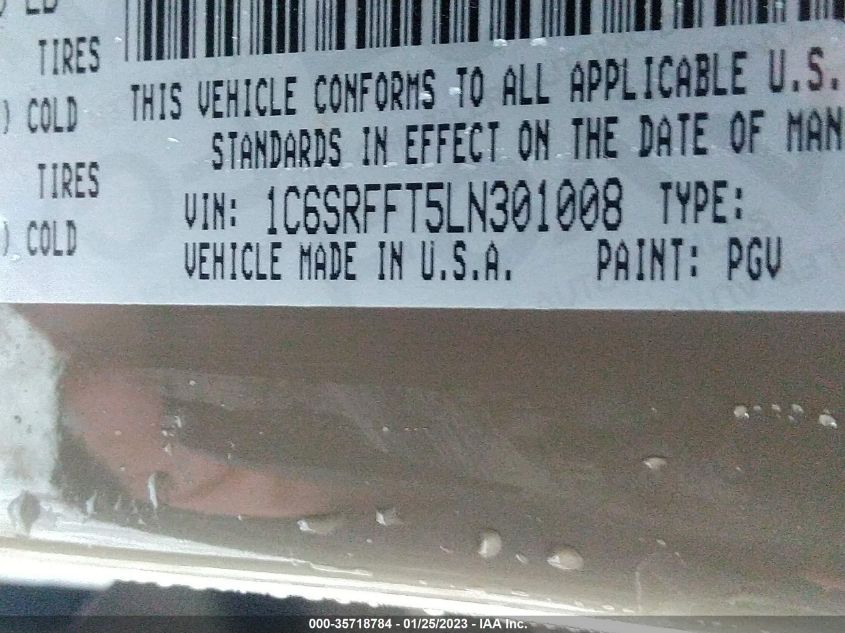 TIRES
THIS VEHICLE CONFORMS TO ALL APPLICABLE U.S.
) COLD
STANDARDS IN EFFECT ON THE DATE OF MAN
TIRES
VIN: 1C6SRFFT5LN301008 TYPE:
) COLD
VEHICLE MADE IN U.S.A. PAINT: PGV
000-35718784 - 01/25/2023 - IAA Inc.